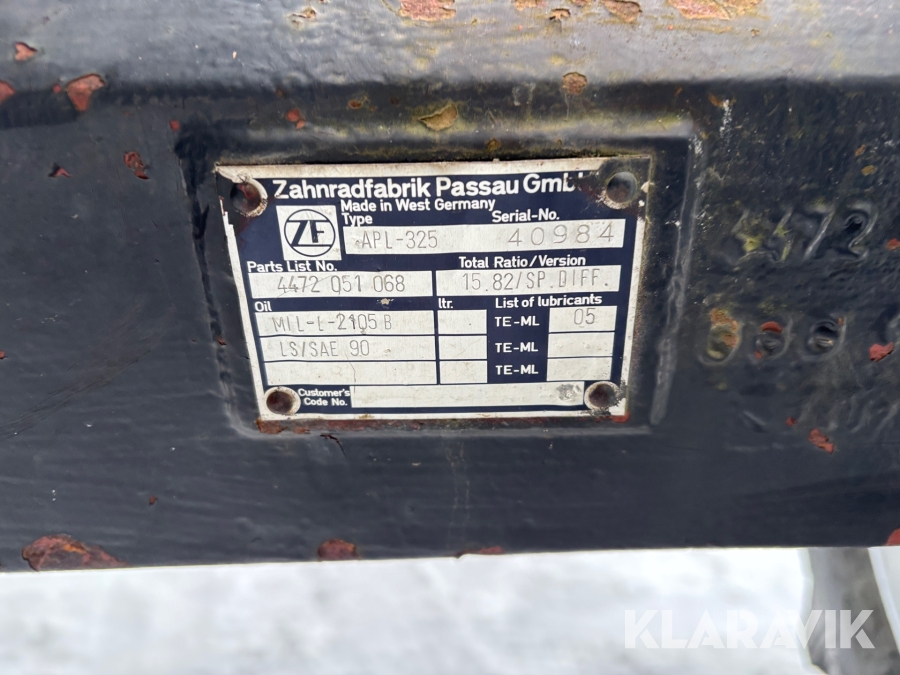 Zahnradfabrik Passau GmbH
Made in West Germany
ZF
Type Serial-No.
APL-325 40984
Parts List No. Total Ratio/Version
4472 051 068 15.82/SP.DIFF.
Oil ltr. List of lubricants
MIL-L-2105 B TE-ML 05
LS/SAE 90 TE-ML
TE-ML
Customer's
Code No.
4472
KLARAVIK